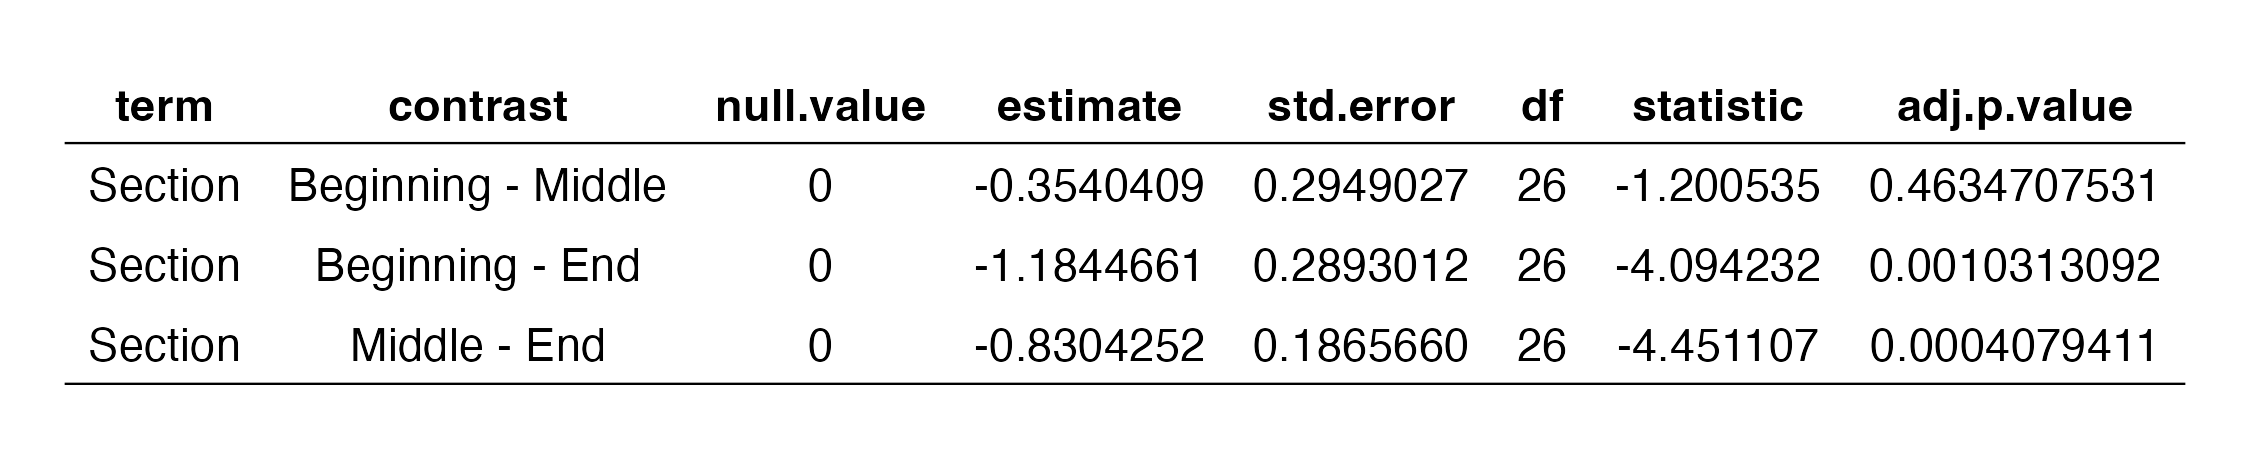 term contrast null.value estimate std.error df statistic adj.p.value
Section Beginning - Middle 0 -0.3540409 0.2949027 26 -1.200535 0.4634707531
Section Beginning - End 0 -1.1844661 0.2893012 26 -4.094232 0.0010313092
Section Middle - End 0 -0.8304252 0.1865660 26 -4.451107 0.0004079411